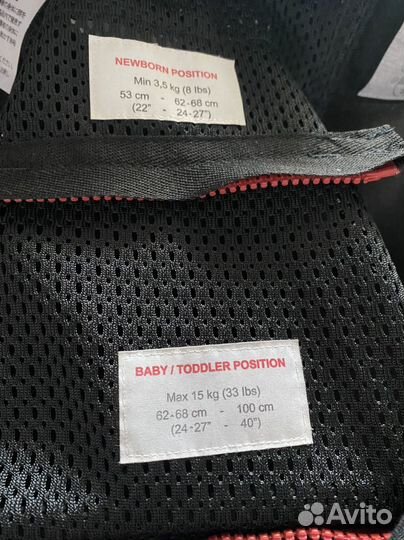 NEWBORN POSITION
Min 3,5 kg (8 lbs)
53 cm - 62-68 cm
(22" - 24-27")
BABY / TODDLER POSITION
Max 15 kg (33 lbs)
62-68 cm - 100 cm
(24-27" - 40")
Avito